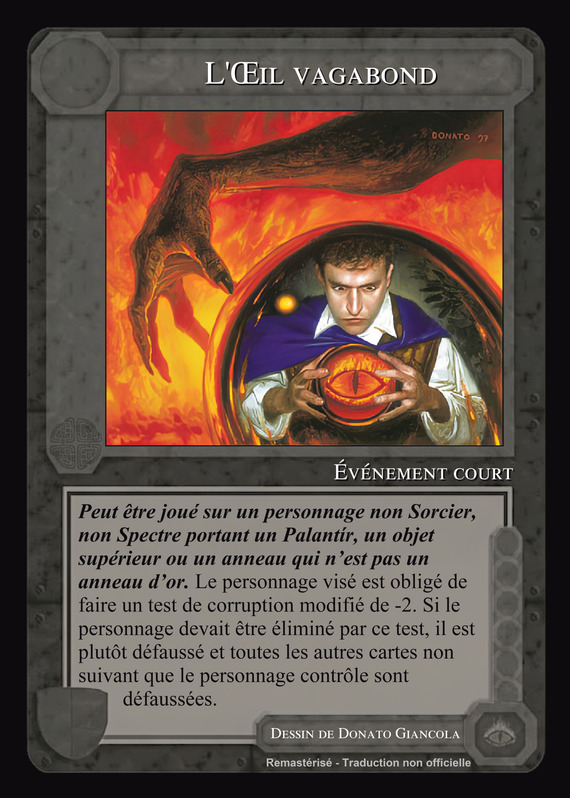 L'Œil vagabond
DONATO 97
Événement court
Peut être joué sur un personnage non Sorcier,
non Spectre portant un Palantír, un objet
supérieur ou un anneau qui n’est pas un
anneau d’or. Le personnage visé est obligé de
faire un test de corruption modifié de -2. Si le
personnage devait être éliminé par ce test, il est
plutôt défaussé et toutes les autres cartes non
suivant que le personnage contrôle sont
défaussées.
Dessin de Donato Giancola
Remastérisé - Traduction non officielle